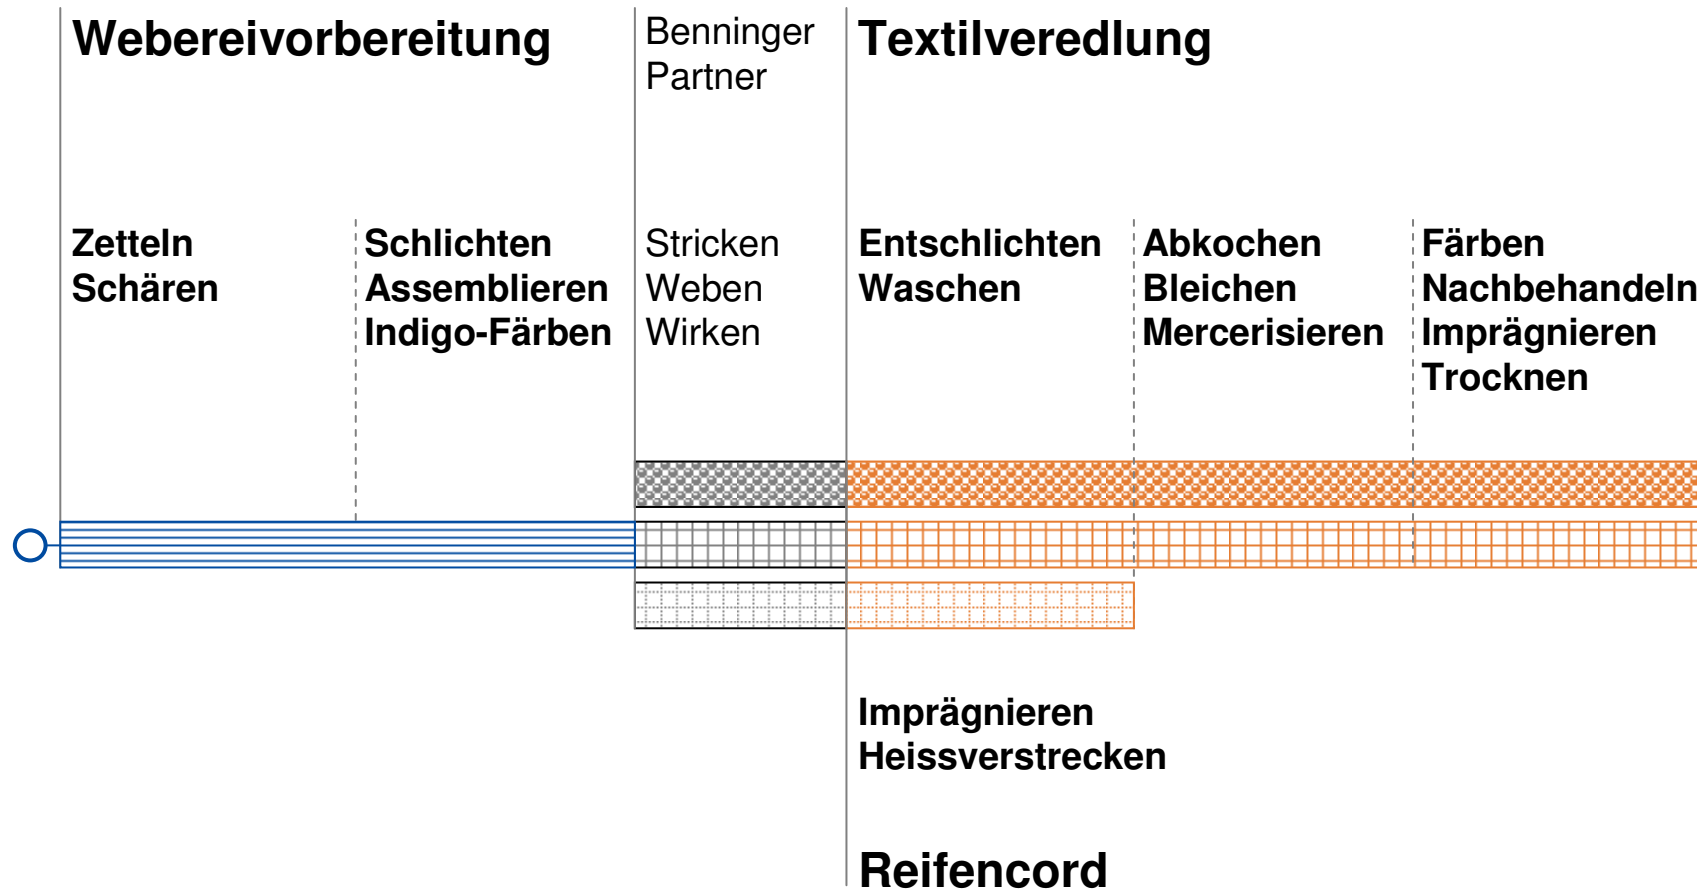 Webereivorbereitung
Benninger
Partner
Textilveredlung
Zetteln
Schären
Schlichten
Assemblieren
Indigo-Färben
Stricken
Weben
Wirken
Entschlichten
Waschen
Abkochen
Bleichen
Mercerisieren
Färben
Nachbehandeln
Imprägnieren
Trocknen
Imprägnieren
Heissverstrecken
Reifencord